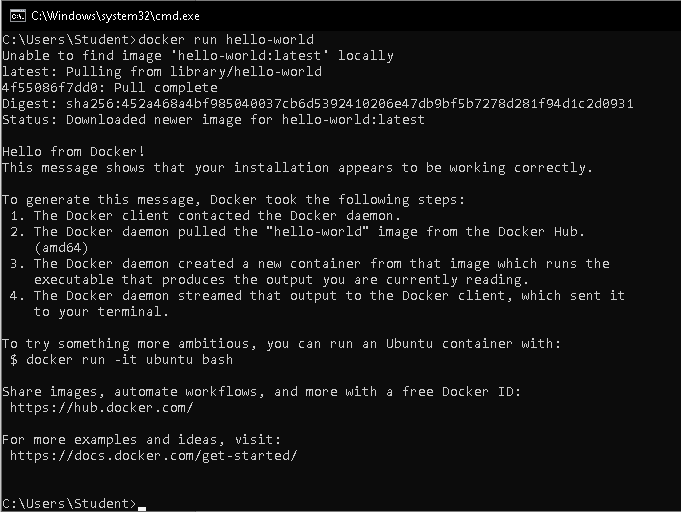 C:\Windows\system32\cmd.exe
C:\Users\Student>docker run hello-world
Unable to find image 'hello-world:latest' locally
latest: Pulling from library/hello-world
4f55086f7dd0: Pull complete
Digest: sha256:452a468a4bf985040037cb6d5392410206e47db9bf5b7278d281f94d1c2d0931
Status: Downloaded newer image for hello-world:latest
Hello from Docker!
This message shows that your installation appears to be working correctly.
To generate this message, Docker took the following steps:
1. The Docker client contacted the Docker daemon.
2. The Docker daemon pulled the "hello-world" image from the Docker Hub.
(amd64)
3. The Docker daemon created a new container from that image which runs the
executable that produces the output you are currently reading.
4. The Docker daemon streamed that output to the Docker client, which sent it
to your terminal.
To try something more ambitious, you can run an Ubuntu container with:
$ docker run -it ubuntu bash
Share images, automate workflows, and more with a free Docker ID:
https://hub.docker.com/
For more examples and ideas, visit:
https://docs.docker.com/get-started/
C:\Users\Student>